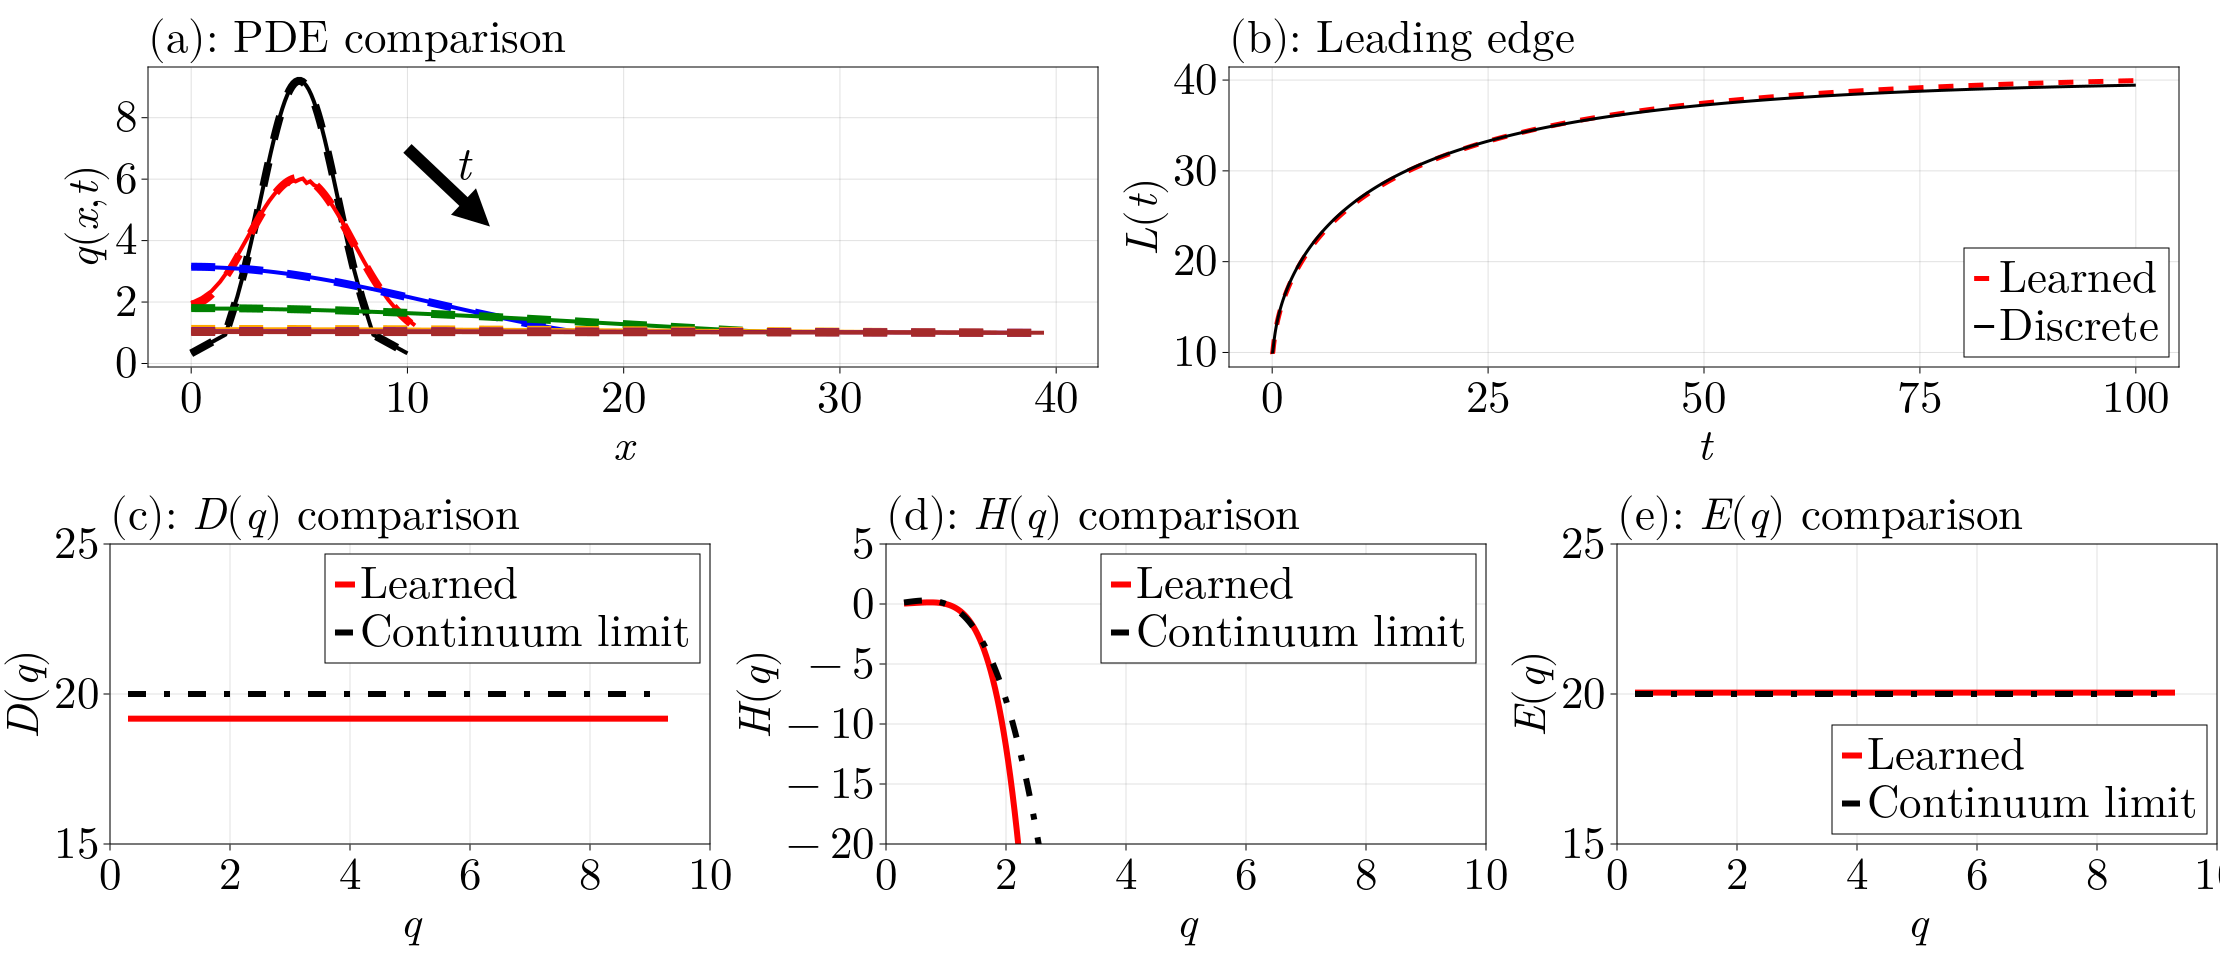 (a): PDE comparison
q(x,t)
8
6
4
2
0
t
0 10 20 30 40
x
(b): Leading edge
L(t)
40
30
20
10
Learned
Discrete
0 25 50 75 100
t
(c): D(q) comparison
D(q)
25
20
15
Learned
Continuum limit
0 2 4 6 8 10
q
(d): H(q) comparison
H(q)
5
0
− 5
− 10
− 15
− 20
Learned
Continuum limit
0 2 4 6 8 10
q
(e): E(q) comparison
E(q)
25
20
15
Learned
Continuum limit
0 2 4 6 8
q